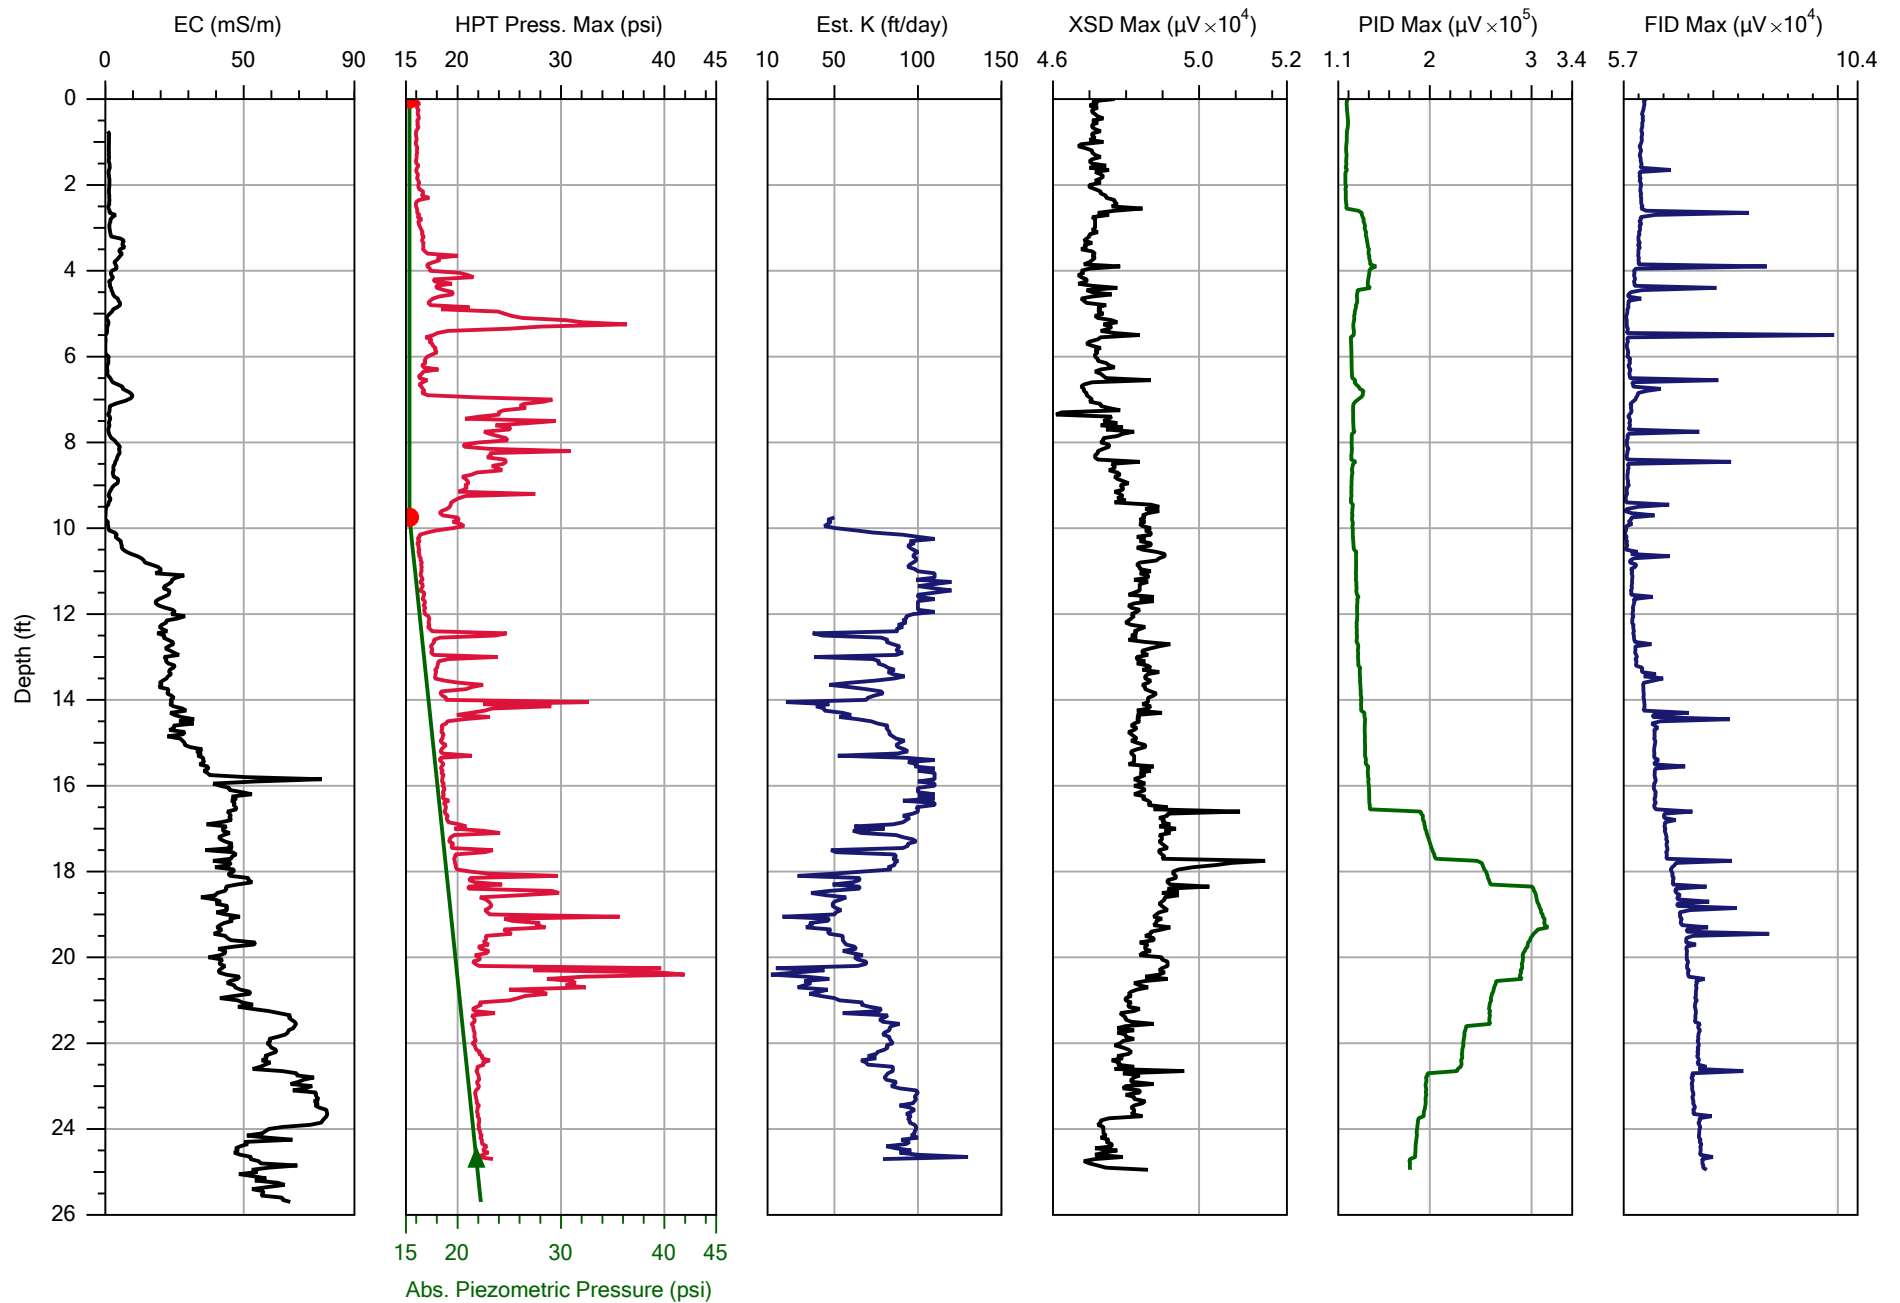 EC (mS/m) HPT Press. Max (psi) Est. K (ft/day) XSD Max (µV ×10⁴) PID Max (µV ×10⁵) FID Max (µV ×10⁴)
0 50 90 15 20 30 40 45 10 50 100 150 4.6 5.0 5.2 1.1 2 3 3.4 5.7 10.4
0
2
4
6
8
10
12
14
16
18
20
22
24
26
Depth (ft)
15 20 30 40 45
Abs. Piezometric Pressure (psi)